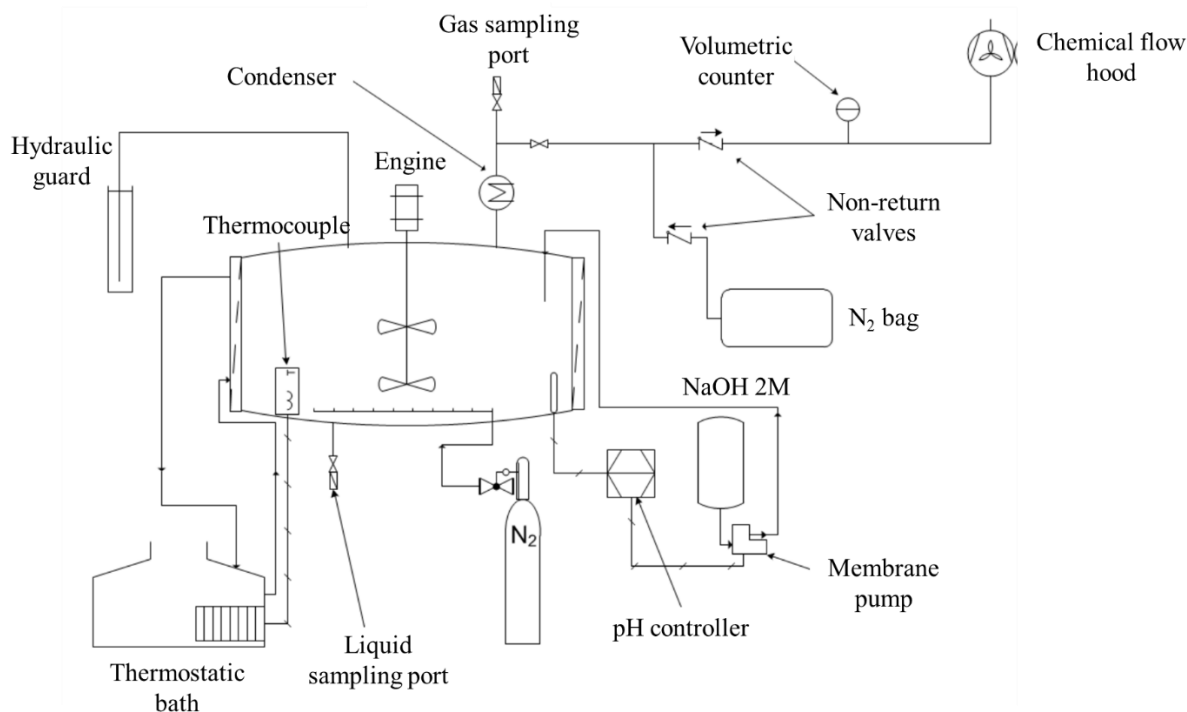 Gas sampling
port
Volumetric
counter
Chemical flow
hood
Condenser
Hydraulic
guard
Engine
Thermocouple
Non-return
valves
N₂ bag
NaOH 2M
N₂
Membrane
pump
pH controller
Liquid
sampling port
Thermostatic
bath